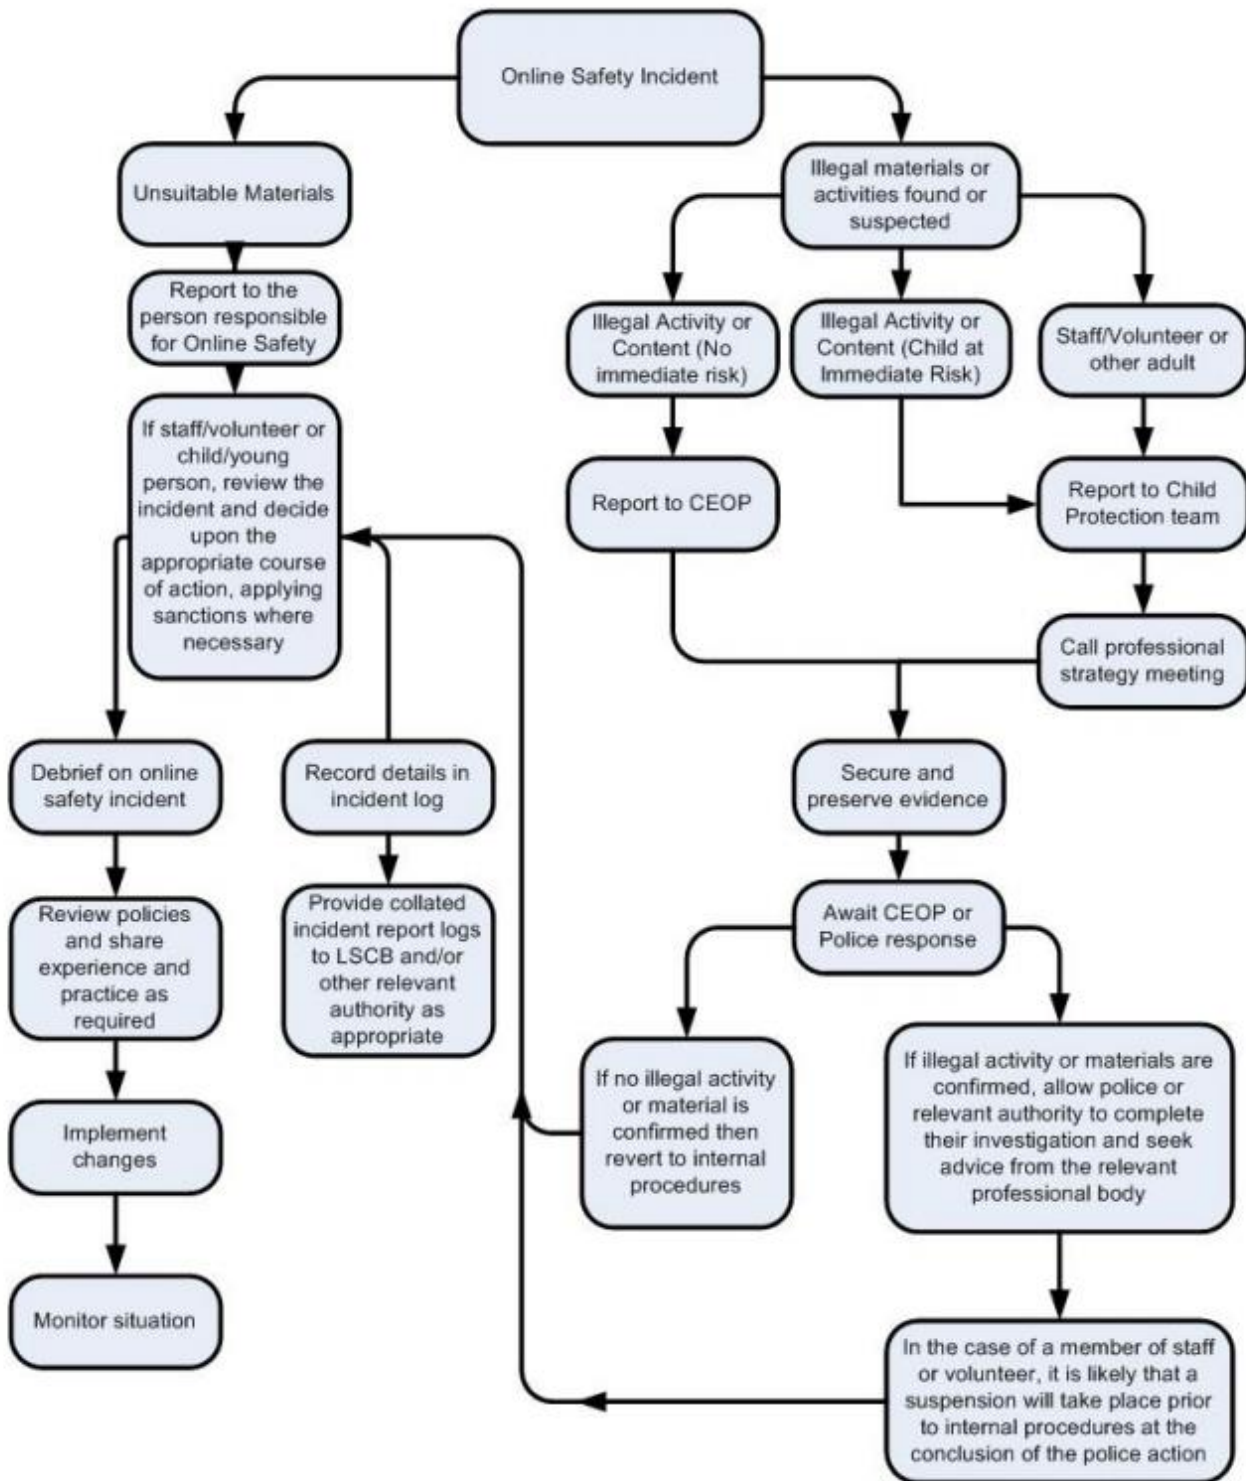 Online Safety Incident
Unsuitable Materials
Illegal materials or
activities found or
suspected
Report to the
person responsible
for Online Safety
Illegal Activity or
Content (No
immediate risk)
Illegal Activity or
Content (Child at
Immediate Risk)
Staff/Volunteer or
other adult
If staff/volunteer or
child/young
person, review the
incident and decide
upon the
appropriate course
of action, applying
sanctions where
necessary
Report to CEOP
Report to Child
Protection team
Call professional
strategy meeting
Debrief on online
safety incident
Record details in
incident log
Secure and
preserve evidence
Review policies
and share
experience and
practice as
required
Provide collated
incident report logs
to LSCB and/or
other relevant
authority as
appropriate
Await CEOP or
Police response
If no illegal activity
or material is
confirmed then
revert to internal
procedures
If illegal activity or materials are
confirmed, allow police or
relevant authority to complete
their investigation and seek
advice from the relevant
professional body
Implement
changes
Monitor situation
In the case of a member of staff
or volunteer, it is likely that a
suspension will take place prior
to internal procedures at the
conclusion of the police action